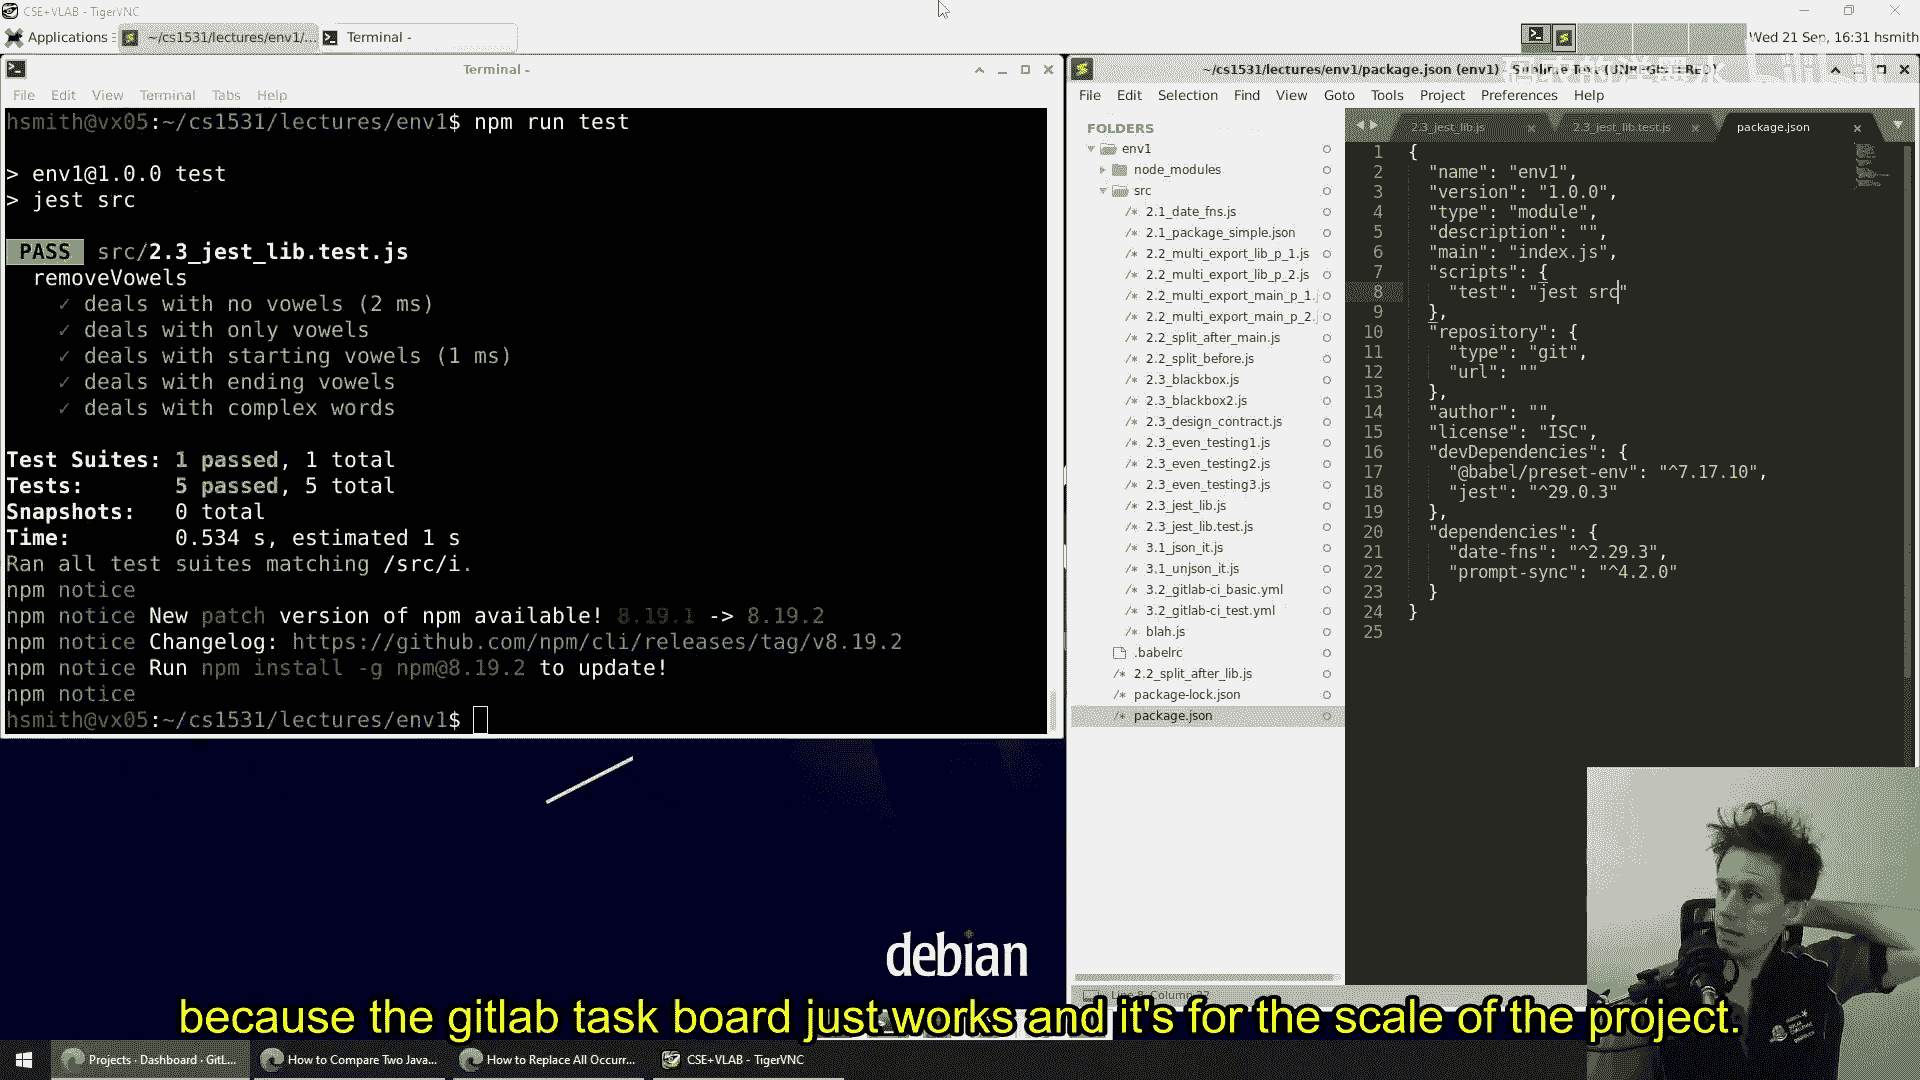 CSE+VLAB - TigerVNC
Applications
~/cs1531/lectures/env1/...
Terminal -
Wed 21 Sep, 16:31 hsmith
Terminal -
File Edit View Terminal Tabs Help
hsmith@vx05:~/cs1531/lectures/env1$ npm run test
> env1@1.0.0 test
> jest src
PASS src/2.3_jest_lib.test.js
removeVowels
✓ deals with no vowels (2 ms)
✓ deals with only vowels
✓ deals with starting vowels (1 ms)
✓ deals with ending vowels
✓ deals with complex words
Test Suites: 1 passed, 1 total
Tests: 5 passed, 5 total
Snapshots: 0 total
Time: 0.534 s, estimated 1 s
Ran all test suites matching /src/i.
npm notice
npm notice New patch version of npm available! 8.19.1 -> 8.19.2
npm notice Changelog: https://github.com/npm/cli/releases/tag/v8.19.2
npm notice Run npm install -g npm@8.19.2 to update!
npm notice
hsmith@vx05:~/cs1531/lectures/env1$
~/cs1531/lectures/env1/package.json (env1) - Sublime Text (UNREGISTERED)
File Edit Selection Find View Goto Tools Project Preferences Help
FOLDERS
env1
node_modules
src
2.1_date_fns.js
2.1_package_simple.json
2.2_multi_export_lib_p_1.js
2.2_multi_export_lib_p_2.js
2.2_multi_export_main_p_1.
2.2_multi_export_main_p_2.
2.2_split_after_main.js
2.2_split_before.js
2.3_blackbox.js
2.3_blackbox2.js
2.3_design_contract.js
2.3_even_testing1.js
2.3_even_testing2.js
2.3_even_testing3.js
2.3_jest_lib.js
2.3_jest_lib.test.js
3.1_json_it.js
3.1_unjson_it.js
3.2_gitlab-ci_basic.yml
3.2_gitlab-ci_test.yml
blah.js
.babelrc
2.2_split_after_lib.js
package-lock.json
package.json
2.3_jest_lib.js
2.3_jest_lib.test.js
package.json
1 {
2 "name": "env1",
3 "version": "1.0.0",
4 "type": "module",
5 "description": "",
6 "main": "index.js",
7 "scripts": {
8 "test": "jest src"
9 },
10 "repository": {
11 "type": "git",
12 "url": ""
13 },
14 "author": "",
15 "license": "ISC",
16 "devDependencies": {
17 "@babel/preset-env": "^7.17.10",
18 "jest": "^29.0.3"
19 },
20 "dependencies": {
21 "date-fns": "^2.29.3",
22 "prompt-sync": "^4.2.0"
23 }
24 }
25
debian
because the gitlab task board just works and it's for the scale of the project.
Projects · Dashboard · GitL...
How to Compare Two Java...
How to Replace All Occurr...
CSE+VLAB - TigerVNC